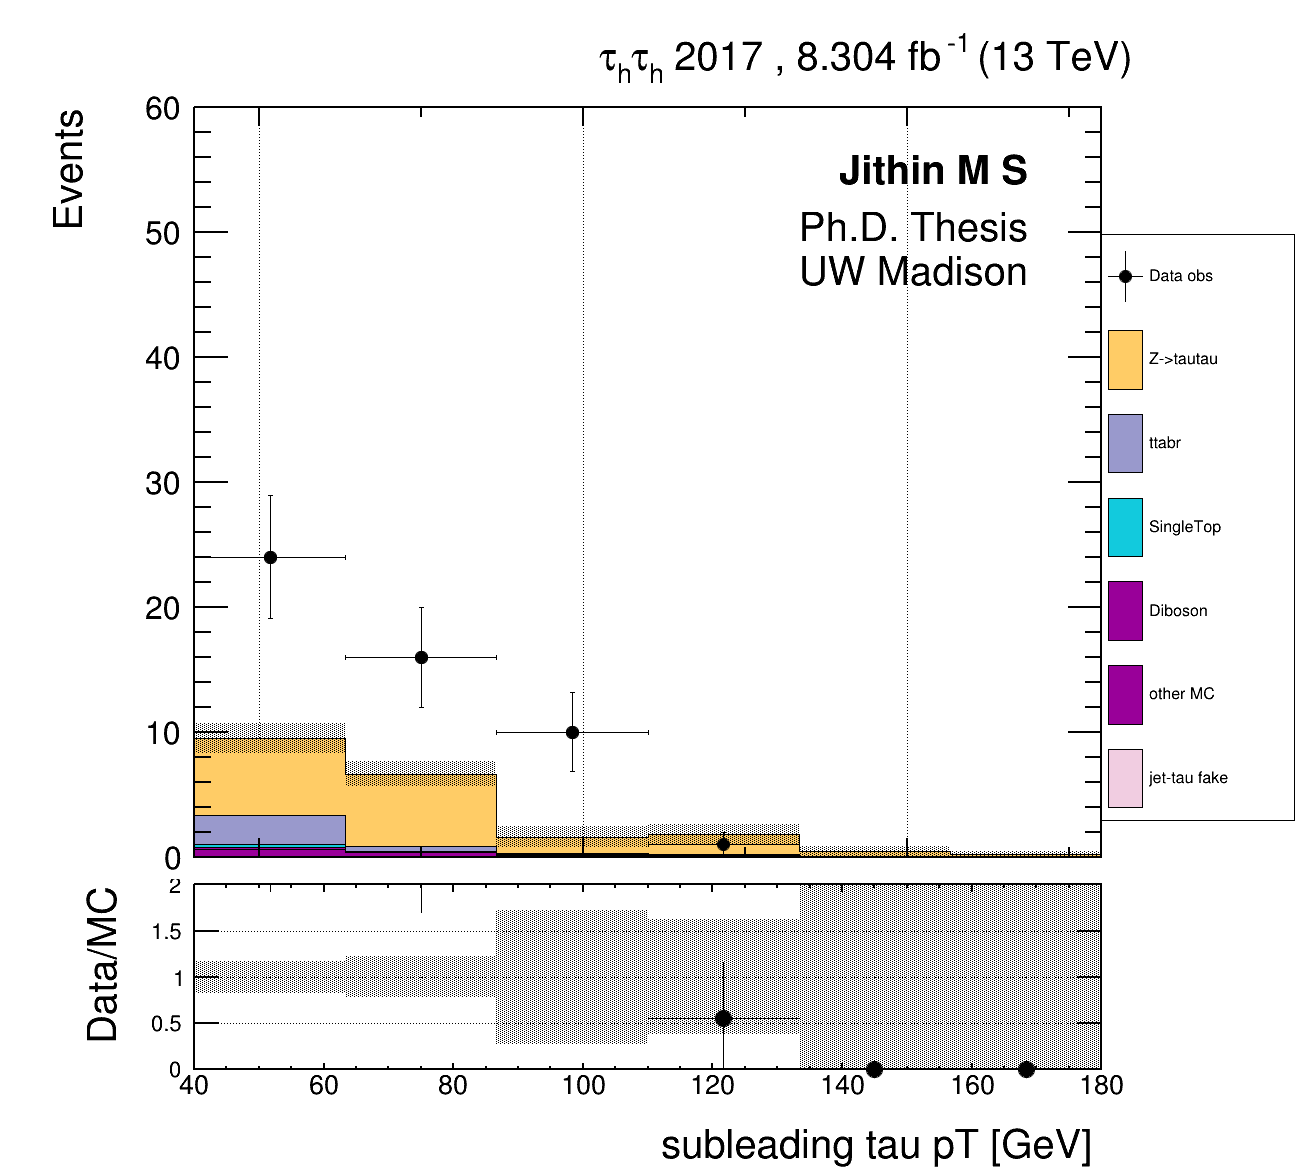 τhτh 2017 , 8.304 fb-1 (13 TeV)
Events
60
50
40
30
20
10
0
Jithin M S
Ph.D. Thesis
UW Madison
Data obs
Z->tautau
ttabr
SingleTop
Diboson
other MC
jet-tau fake
Data/MC
2
1.5
1
0.5
0
40 60 80 100 120 140 160 180
subleading tau pT [GeV]